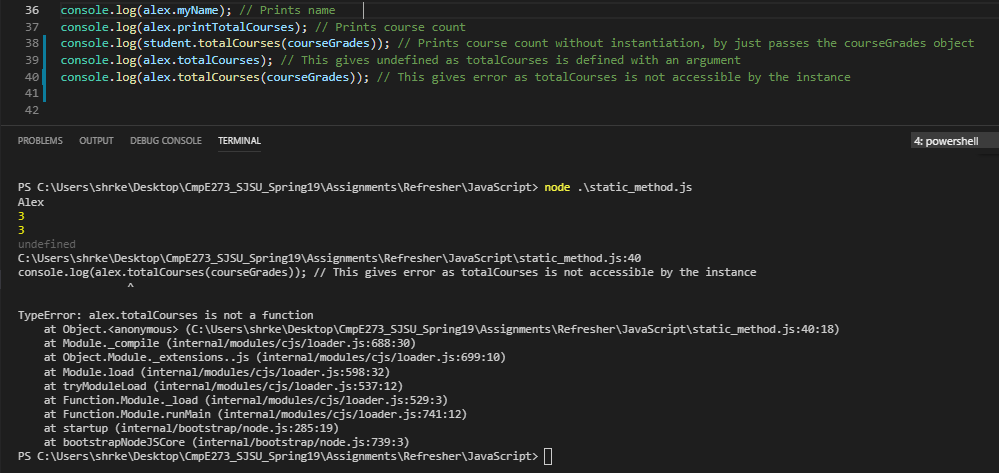 36 console.log(alex.myName); // Prints name
37 console.log(alex.printTotalCourses); // Prints course count
38 console.log(student.totalCourses(courseGrades)); // Prints course count without instantiation, by just passes the courseGrades object
39 console.log(alex.totalCourses); // This gives undefined as totalCourses is defined with an argument
40 console.log(alex.totalCourses(courseGrades)); // This gives error as totalCourses is not accessible by the instance
41
42
PROBLEMS OUTPUT DEBUG CONSOLE TERMINAL 4: powershell
PS C:\Users\shrke\Desktop\CmpE273_SJSU_Spring19\Assignments\Refresher\JavaScript> node .\static_method.js
Alex
3
3
undefined
C:\Users\shrke\Desktop\CmpE273_SJSU_Spring19\Assignments\Refresher\JavaScript\static_method.js:40
console.log(alex.totalCourses(courseGrades)); // This gives error as totalCourses is not accessible by the instance
^
TypeError: alex.totalCourses is not a function
at Object.<anonymous> (C:\Users\shrke\Desktop\CmpE273_SJSU_Spring19\Assignments\Refresher\JavaScript\static_method.js:40:18)
at Module._compile (internal/modules/cjs/loader.js:688:30)
at Object.Module._extensions..js (internal/modules/cjs/loader.js:699:10)
at Module.load (internal/modules/cjs/loader.js:598:32)
at tryModuleLoad (internal/modules/cjs/loader.js:537:12)
at Function.Module._load (internal/modules/cjs/loader.js:529:3)
at Function.Module.runMain (internal/modules/cjs/loader.js:741:12)
at startup (internal/bootstrap/node.js:285:19)
at bootstrapNodeJSCore (internal/bootstrap/node.js:739:3)
PS C:\Users\shrke\Desktop\CmpE273_SJSU_Spring19\Assignments\Refresher\JavaScript>